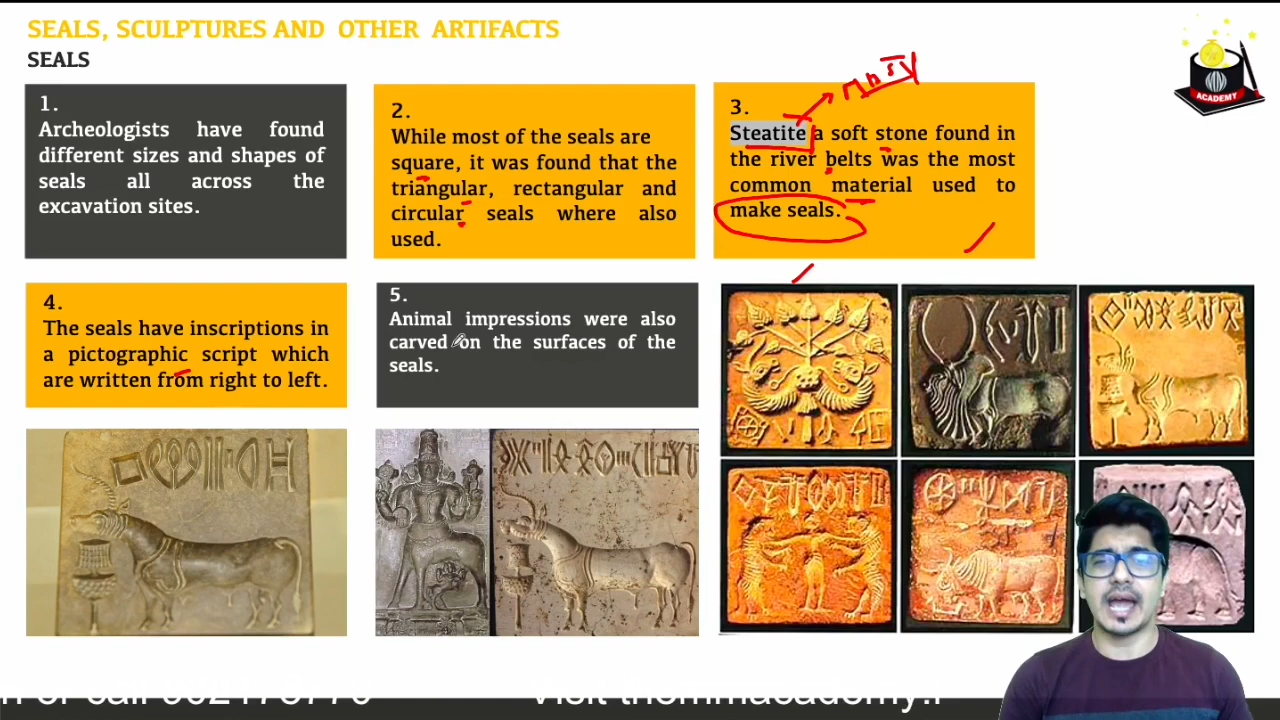 SEALS, SCULPTURES AND OTHER ARTIFACTS
SEALS
ACADEMY
1.
Archeologists have found
different sizes and shapes of
seals all across the
excavation sites.
2.
While most of the seals are
square, it was found that the
triangular, rectangular and
circular seals where also
used.
3.
Steatite a soft stone found in
the river belts was the most
common material used to
make seals.
4.
The seals have inscriptions in
a pictographic script which
are written from right to left.
5.
Animal impressions were also
carved on the surfaces of the
seals.